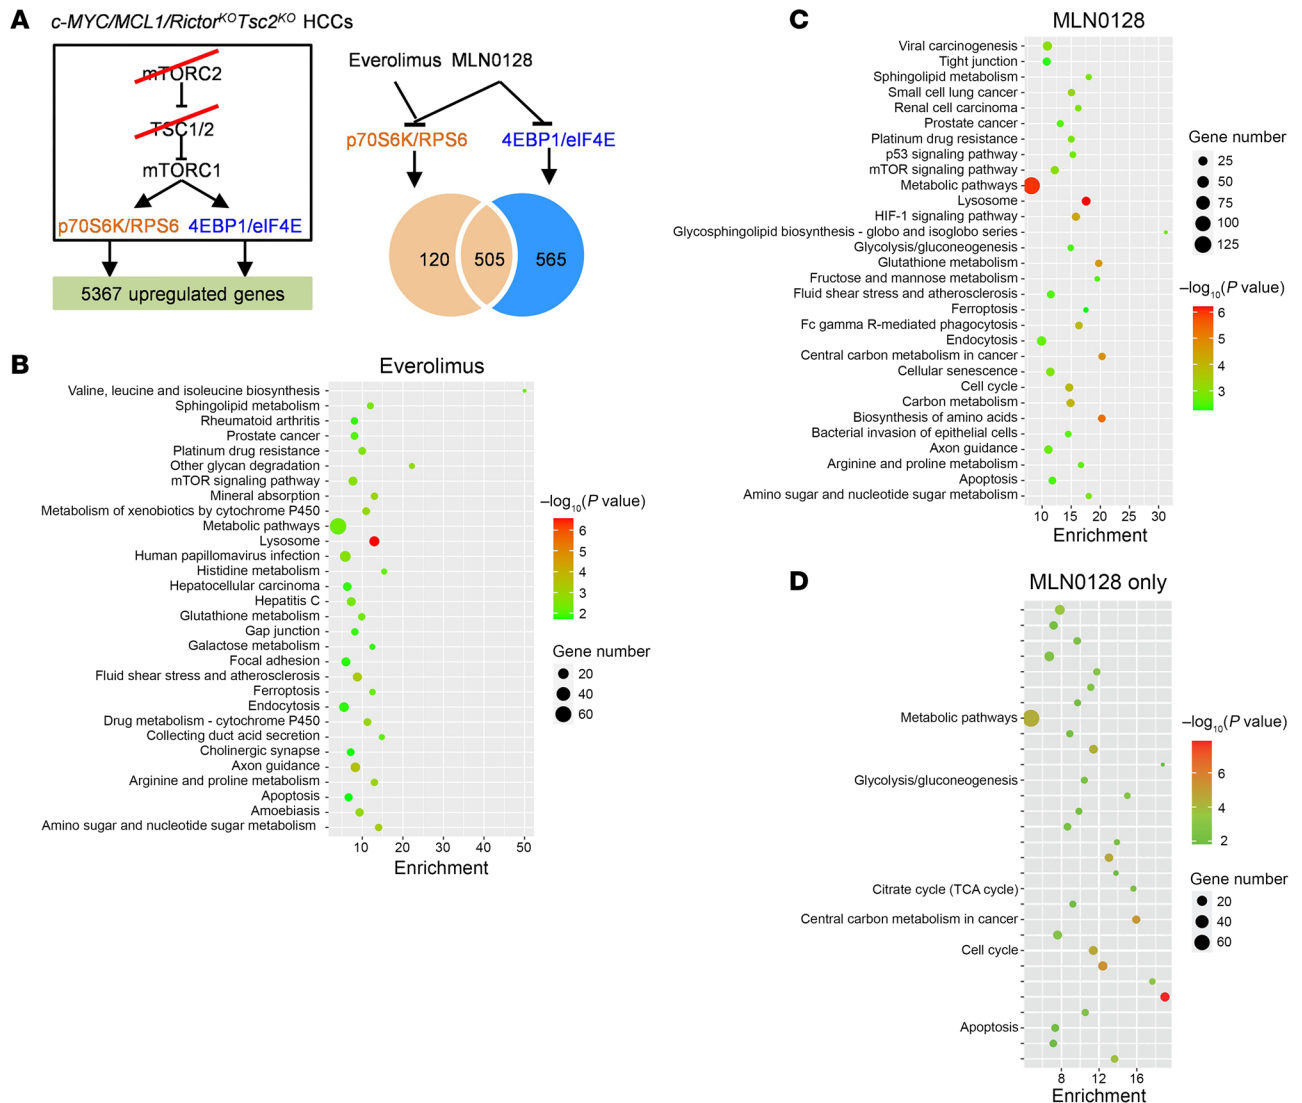 A
c-MYC/MCL1/RictorKOTsc2KO HCCs
mTORC2
TSC1/2
mTORC1
p70S6K/RPS6 4EBP1/eIF4E
5367 upregulated genes
Everolimus MLN0128
p70S6K/RPS6
4EBP1/eIF4E
120
505
565
B
Everolimus
Valine, leucine and isoleucine biosynthesis
Sphingolipid metabolism
Rheumatoid arthritis
Prostate cancer
Platinum drug resistance
Other glycan degradation
mTOR signaling pathway
Mineral absorption
Metabolism of xenobiotics by cytochrome P450
Metabolic pathways
Lysosome
Human papillomavirus infection
Histidine metabolism
Hepatocellular carcinoma
Hepatitis C
Glutathione metabolism
Gap junction
Galactose metabolism
Focal adhesion
Fluid shear stress and atherosclerosis
Ferroptosis
Endocytosis
Drug metabolism - cytochrome P450
Collecting duct acid secretion
Cholinergic synapse
Axon guidance
Arginine and proline metabolism
Apoptosis
Amoebiasis
Amino sugar and nucleotide sugar metabolism
10 20 30 40 50
Enrichment
–log10(P value)
6
5
4
3
2
Gene number
20
40
60
C
MLN0128
Viral carcinogenesis
Tight junction
Sphingolipid metabolism
Small cell lung cancer
Renal cell carcinoma
Prostate cancer
Platinum drug resistance
p53 signaling pathway
mTOR signaling pathway
Metabolic pathways
Lysosome
HIF-1 signaling pathway
Glycosphingolipid biosynthesis - globo and isoglobo series
Glycolysis/gluconeogenesis
Glutathione metabolism
Fructose and mannose metabolism
Fluid shear stress and atherosclerosis
Ferroptosis
Fc gamma R-mediated phagocytosis
Endocytosis
Central carbon metabolism in cancer
Cellular senescence
Cell cycle
Carbon metabolism
Biosynthesis of amino acids
Bacterial invasion of epithelial cells
Axon guidance
Arginine and proline metabolism
Apoptosis
Amino sugar and nucleotide sugar metabolism
10 15 20 25 30
Enrichment
Gene number
25
50
75
100
125
–log10(P value)
6
5
4
3
D
MLN0128 only
Metabolic pathways
Glycolysis/gluconeogenesis
Citrate cycle (TCA cycle)
Central carbon metabolism in cancer
Cell cycle
Apoptosis
8 12 16
Enrichment
–log10(P value)
6
4
2
Gene number
20
40
60